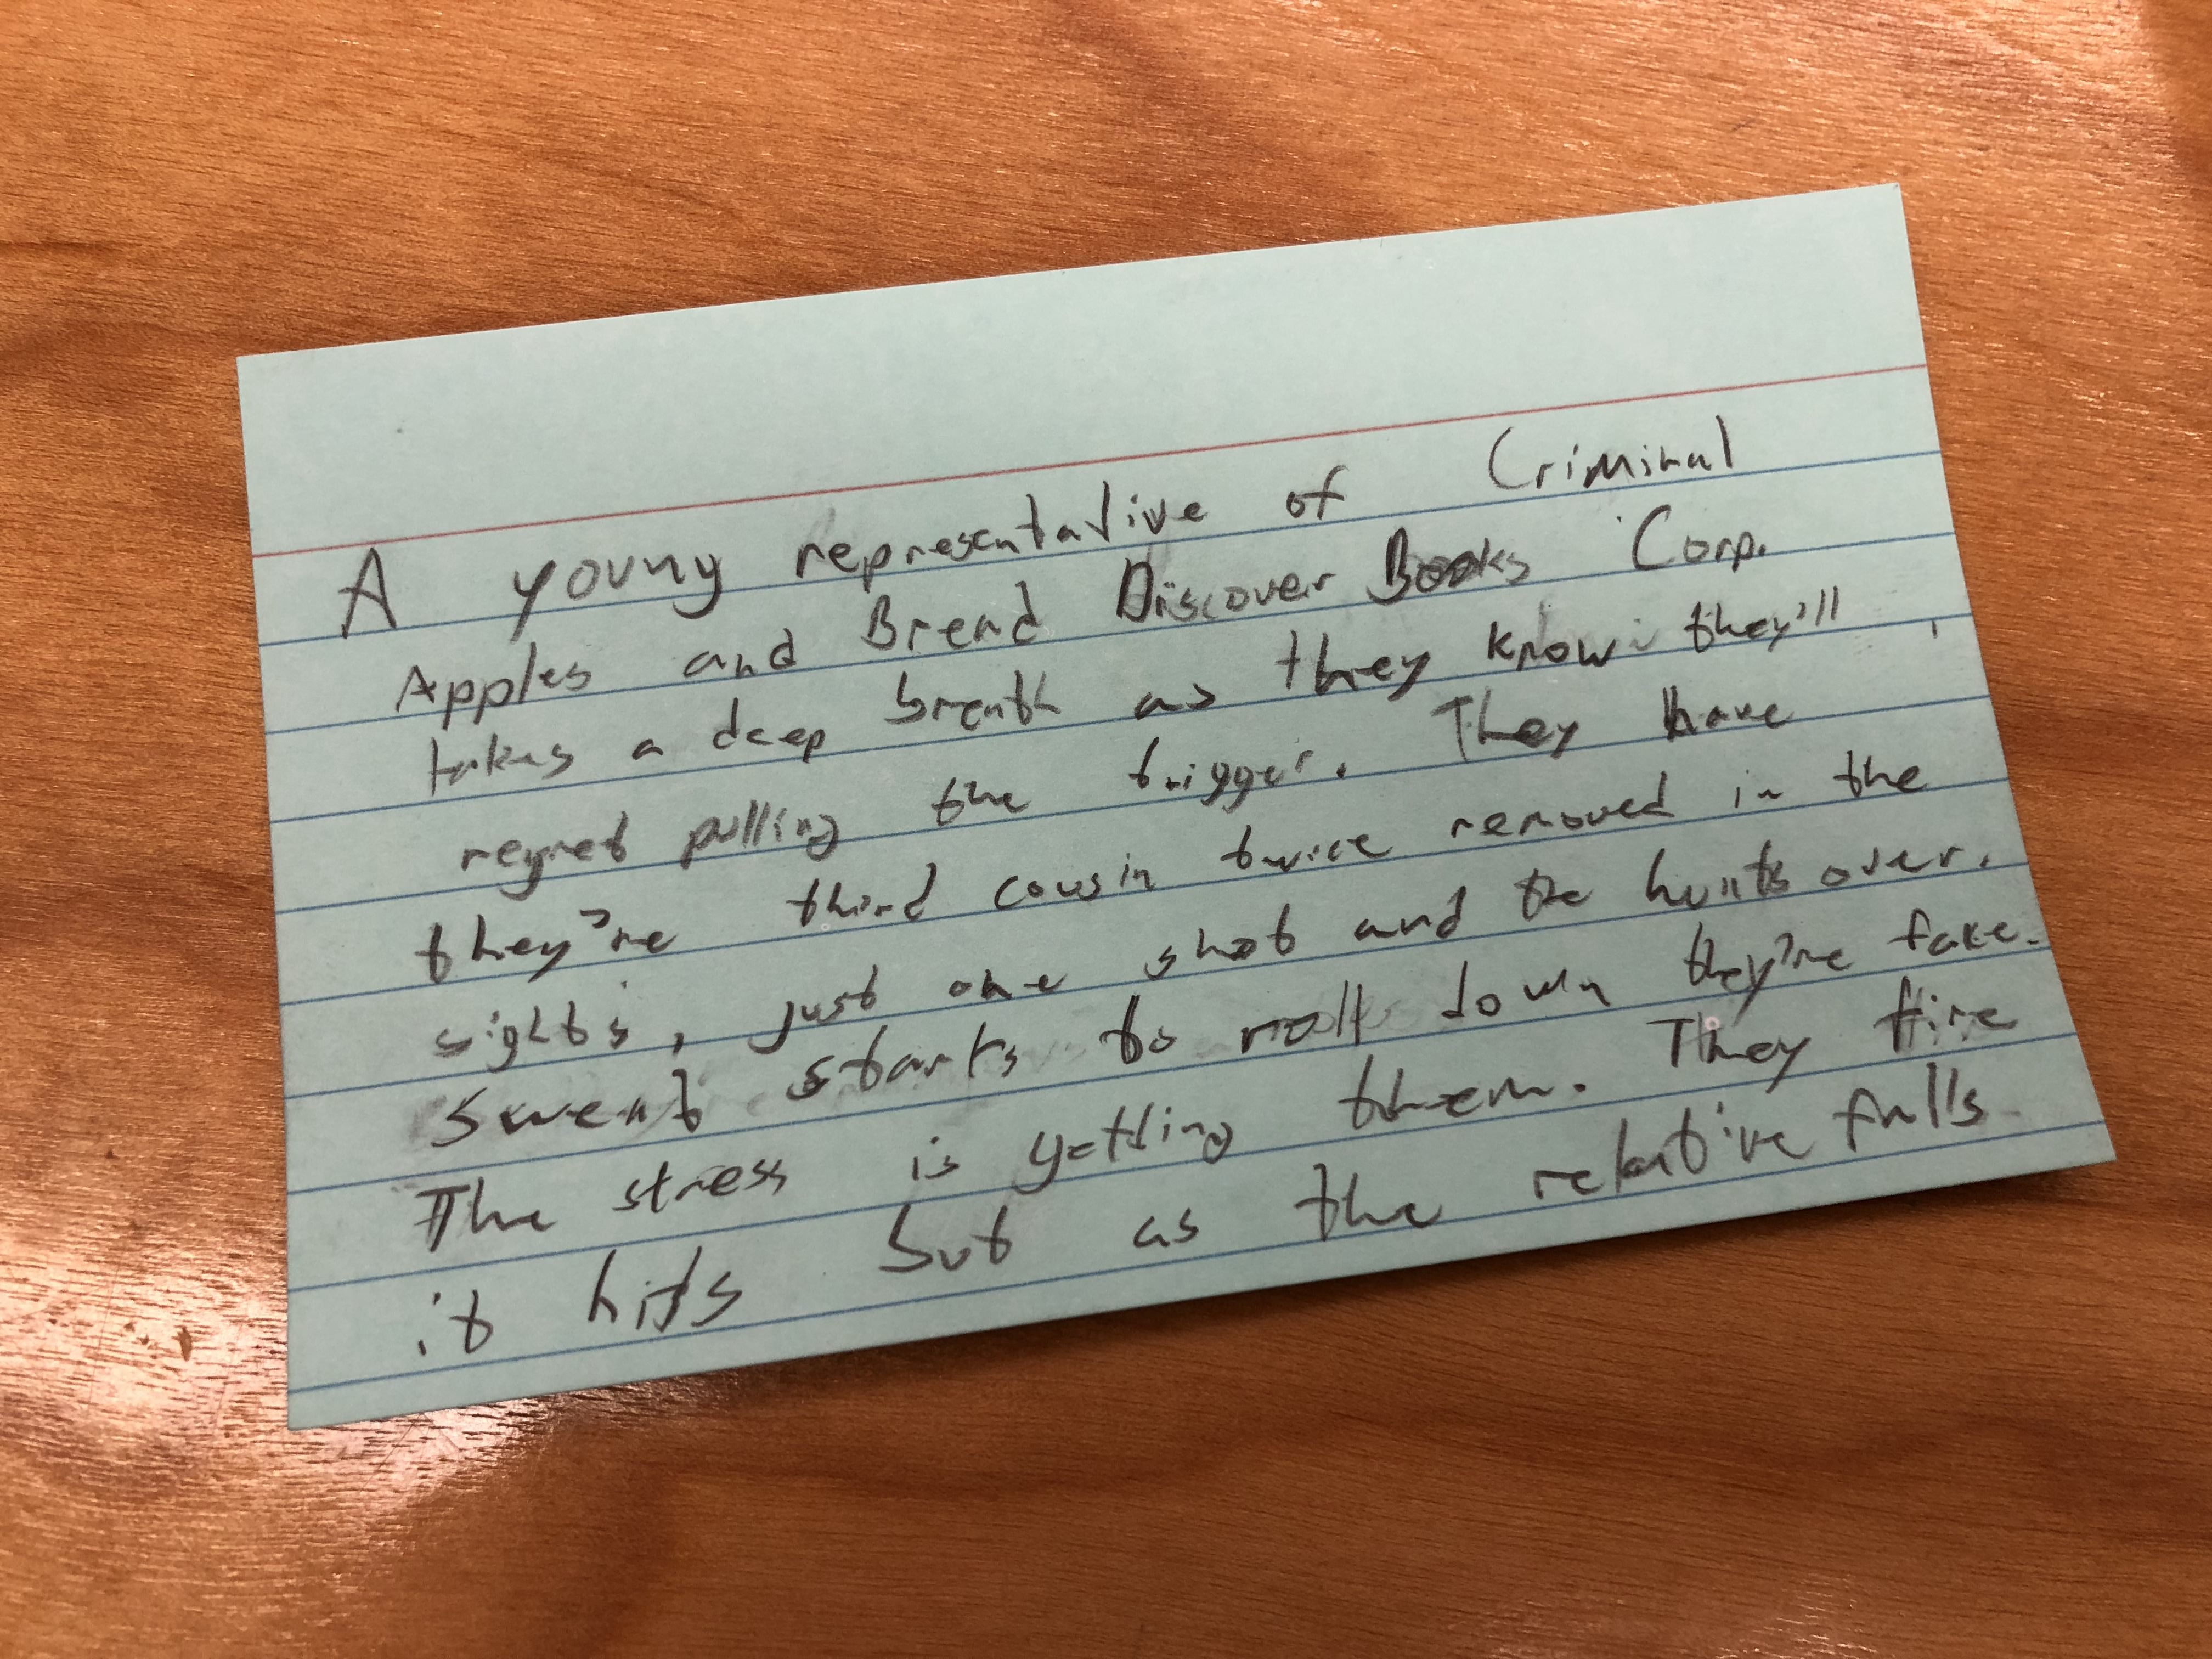 A young representative of Criminal
Apples and Bread Discover Books Corp.
takes a deep breath as they know they'll
regret pulling the trigger. They have
they're third cousin twice removed in the
sights, just one shot and the hunts over.
Sweat starts to roll down they're face.
The stress is getting them. They fire
it hits but as the relative falls